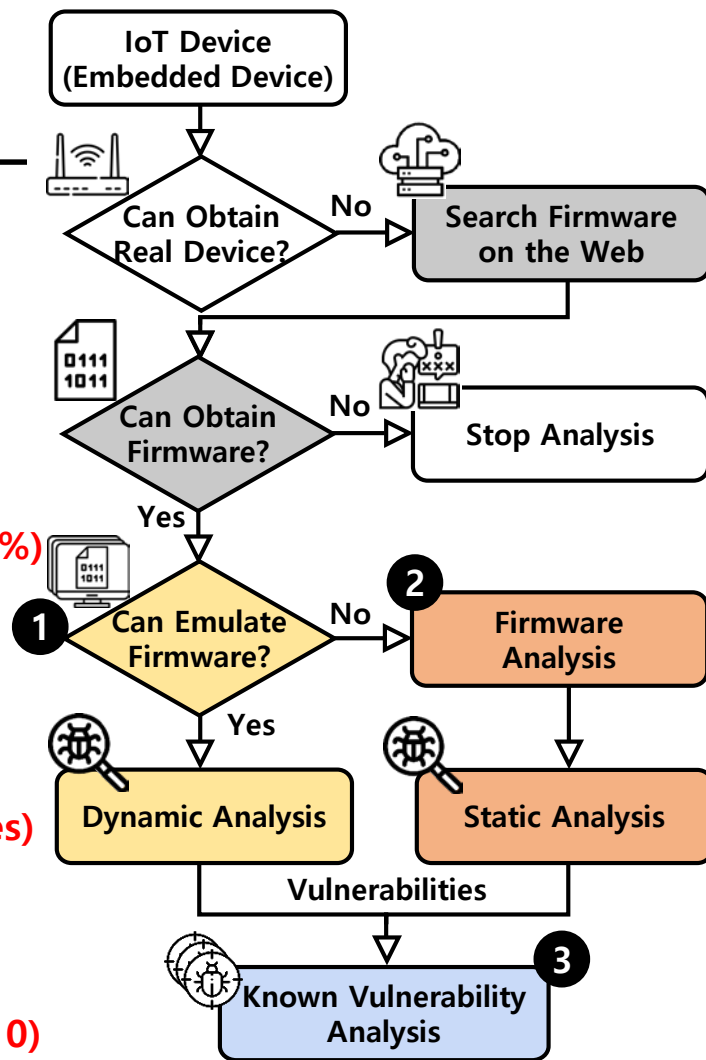 IoT Device
(Embedded Device)
Can Obtain
Real Device?
No
Search Firmware
on the Web
0111
1011
Can Obtain
Firmware?
No
xxx
Stop Analysis
Yes
%)
0111
1011
1
Can Emulate
Firmware?
No
2
Firmware
Analysis
Yes
es)
Dynamic Analysis
Static Analysis
Vulnerabilities
3
Known Vulnerability
Analysis
0)